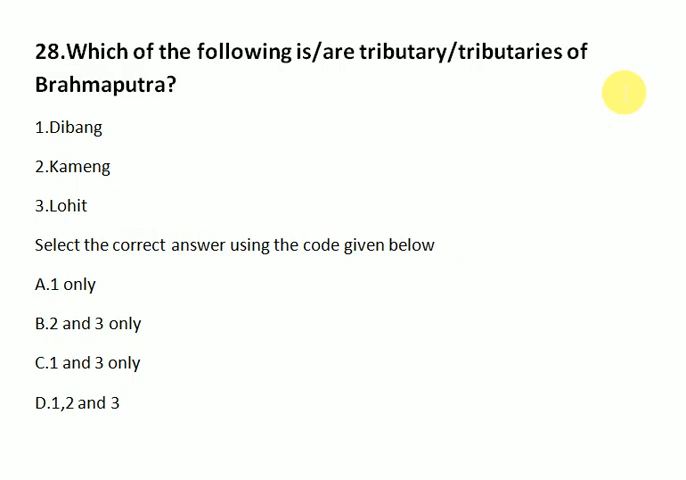 28.Which of the following is/are tributary/tributaries of
Brahmaputra?
1.Dibang
2.Kameng
3.Lohit
Select the correct answer using the code given below
A.1 only
B.2 and 3 only
C.1 and 3 only
D.1,2 and 3